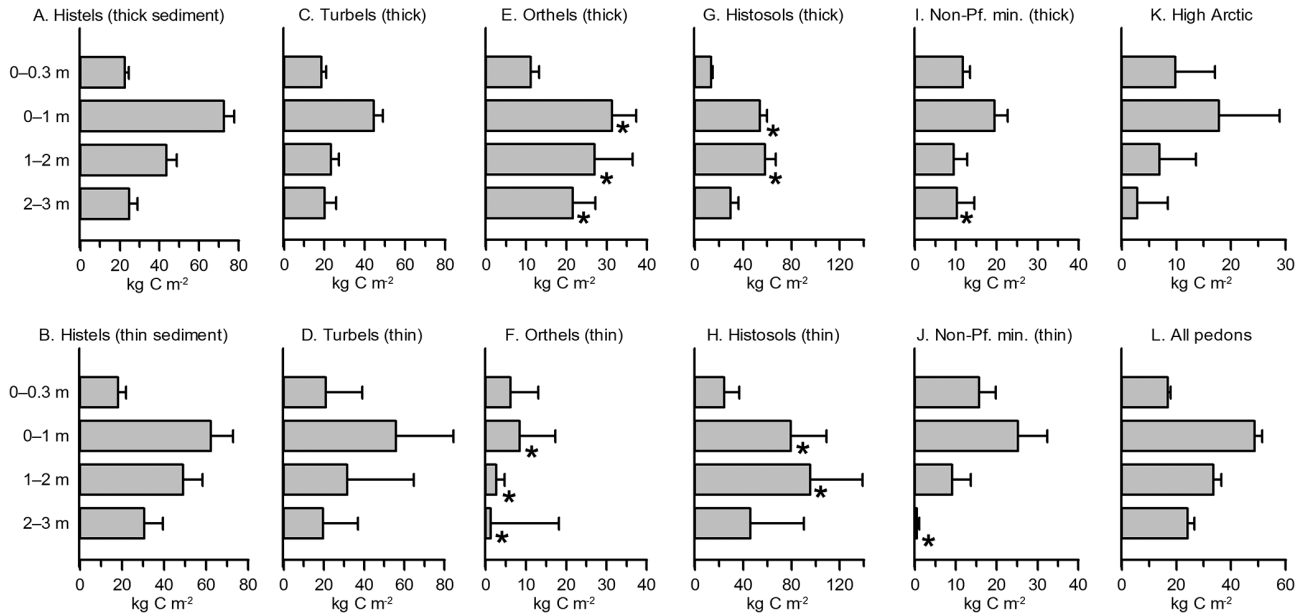 A. Histels (thick sediment) C. Turbels (thick) E. Orthels (thick) G. Histosols (thick) I. Non-Pf. min. (thick) K. High Arctic
0–0.3 m
0–1 m *
*
1–2 m
* *
2–3 m
* *
0 20 40 60 80 0 20 40 60 80 0 10 20 30 40 0 40 80 120 0 10 20 30 40 0 10 20 30
kg C m-2 kg C m-2 kg C m-2 kg C m-2 kg C m-2 kg C m-2
B. Histels (thin sediment) D. Turbels (thin) F. Orthels (thin) H. Histosols (thin) J. Non-Pf. min. (thin) L. All pedons
0–0.3 m
0–1 m
* *
1–2 m
* *
2–3 m
* *
0 20 40 60 80 0 20 40 60 80 0 10 20 30 40 0 40 80 120 0 10 20 30 40 0 20 40 60
kg C m-2 kg C m-2 kg C m-2 kg C m-2 kg C m-2 kg C m-2